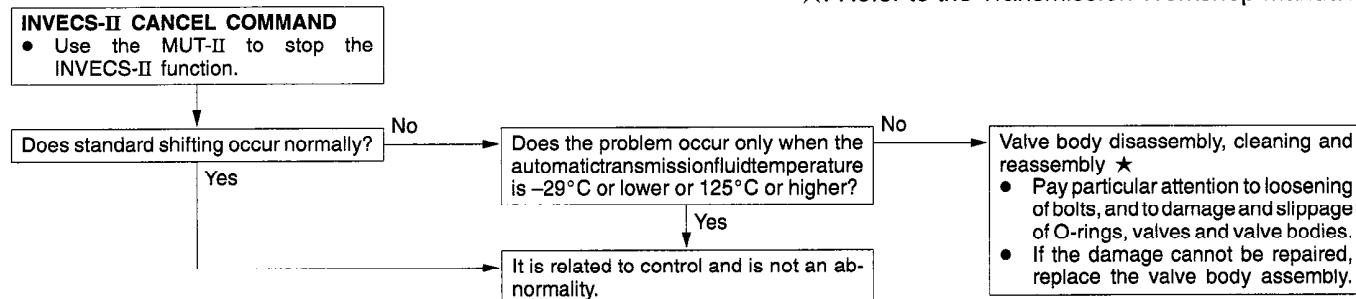 INVECS-II CANCEL COMMAND
● Use the MUT-II to stop the
INVECS-II function.
Does standard shifting occur normally?
No
Yes
Does the problem occur only when the
automatictransmissionfluidtemperature
is –29°C or lower or 125°C or higher?
No
Yes
It is related to control and is not an ab-
normality.
Valve body disassembly, cleaning and
reassembly ★
● Pay particular attention to loosening
of bolts, and to damage and slippage
of O-rings, valves and valve bodies.
● If the damage cannot be repaired,
replace the valve body assembly.